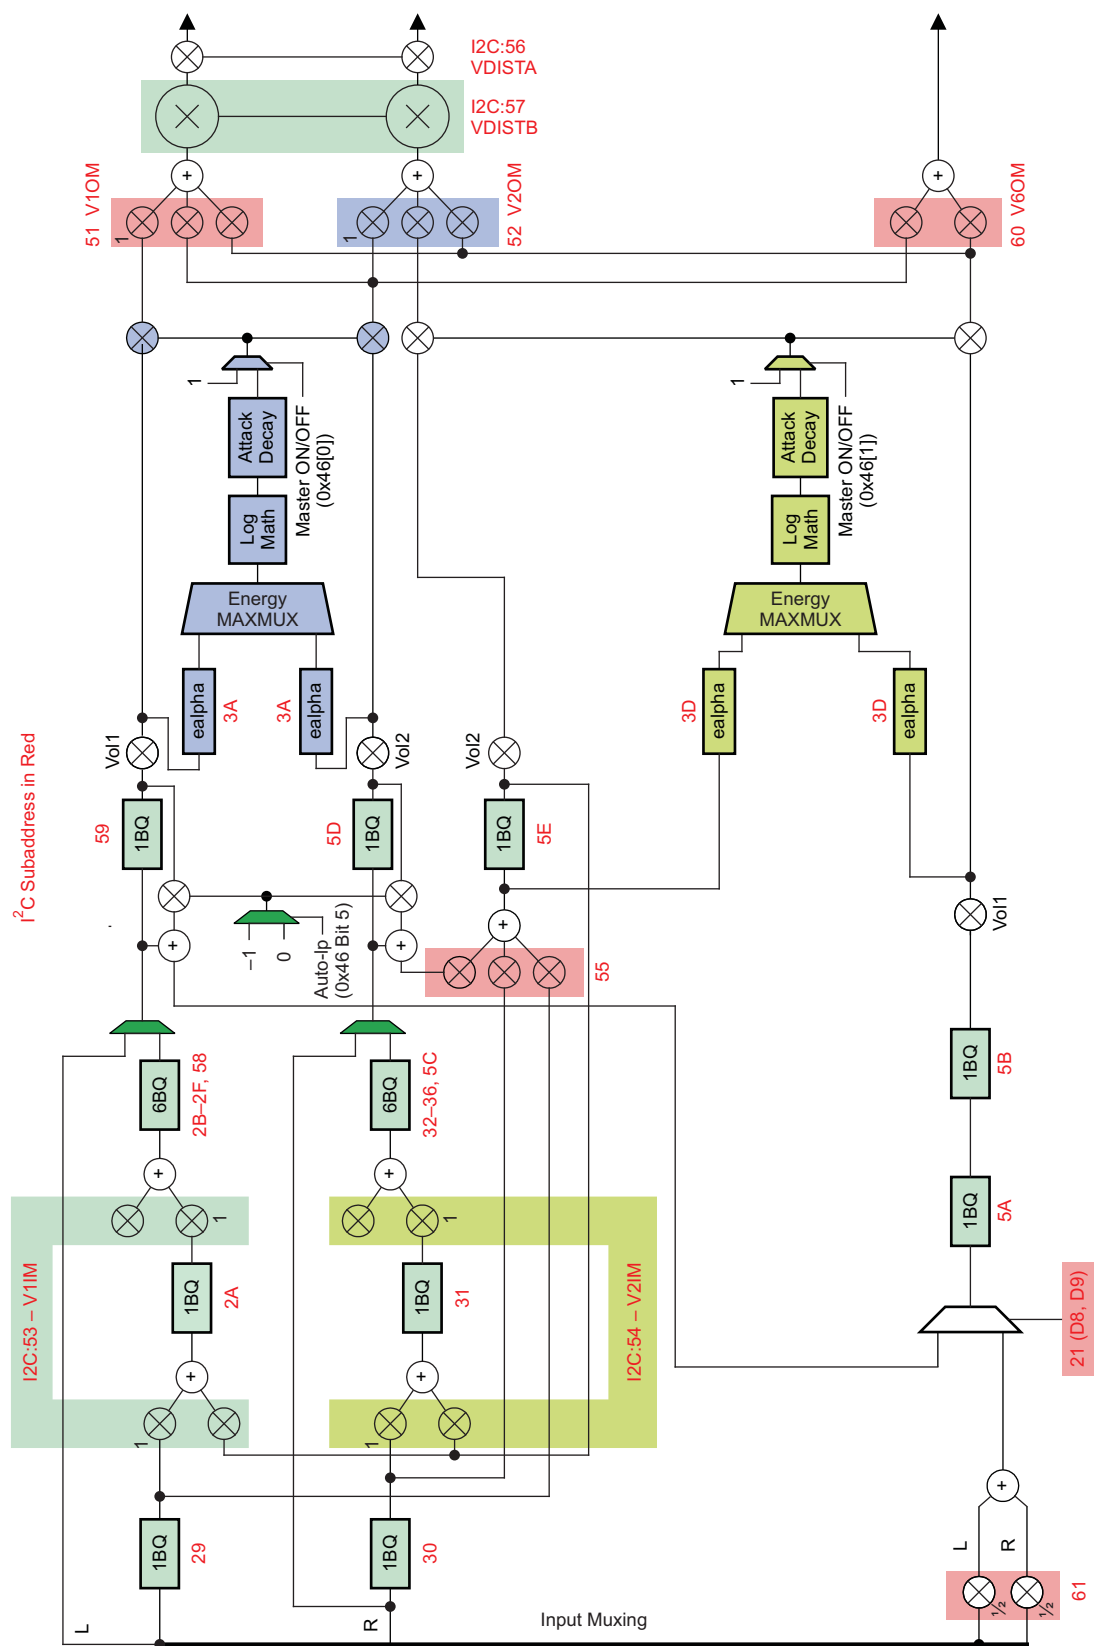 I2C:56
VDISTA
I2C:57
VDISTB
51 V1OM
1
52 V2OM
1
60 V6OM
1
Attack
Decay
Log
Math
Master ON/OFF
(0x46[0])
Energy
MAXMUX
ealpha
3A
ealpha
3A
1
Attack
Decay
Log
Math
Master ON/OFF
(0x46[1])
Energy
MAXMUX
ealpha
3D
ealpha
3D
I²C Subaddress in Red
Vol1
Vol2
Vol2
Vol1
59
1BQ
5D
1BQ
1BQ
5E
–1
0
Auto-lp
(0x46 Bit 5)
55
6BQ
2B–2F, 58
6BQ
32–36, 5C
1BQ
5B
1BQ
5A
I2C:53 – V1IM
1
1BQ
2A
1
I2C:54 – V2IM
1
1BQ
31
1
21 (D8, D9)
1BQ
29
1BQ
30
L
R
Input Muxing
L
R
½
½
61
+
+
+
+
+
+
+
+
+
+
+